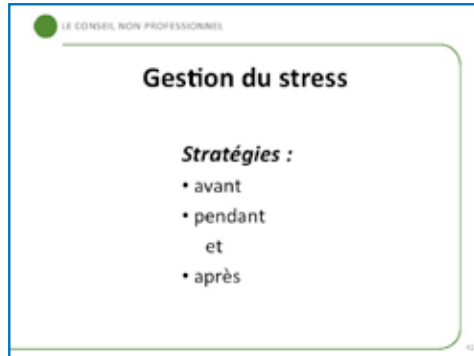 LE CONSEIL NON PROFESSIONNEL
Gestion du stress
Stratégies :
• avant
• pendant
et
• après